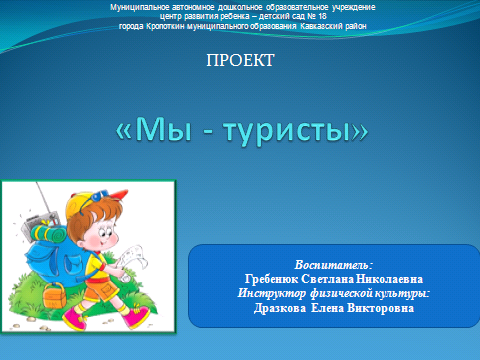 Муниципальное автономное дошкольное образовательное учреждение
центр развития ребенка – детский сад № 18
города Кропоткин муниципального образования Кавказский район
ПРОЕКТ
«Мы - туристы»
Воспитатель:
Гребенюк Светлана Николаевна
Инструктор физической культуры:
Дразкова Елена Викторовна